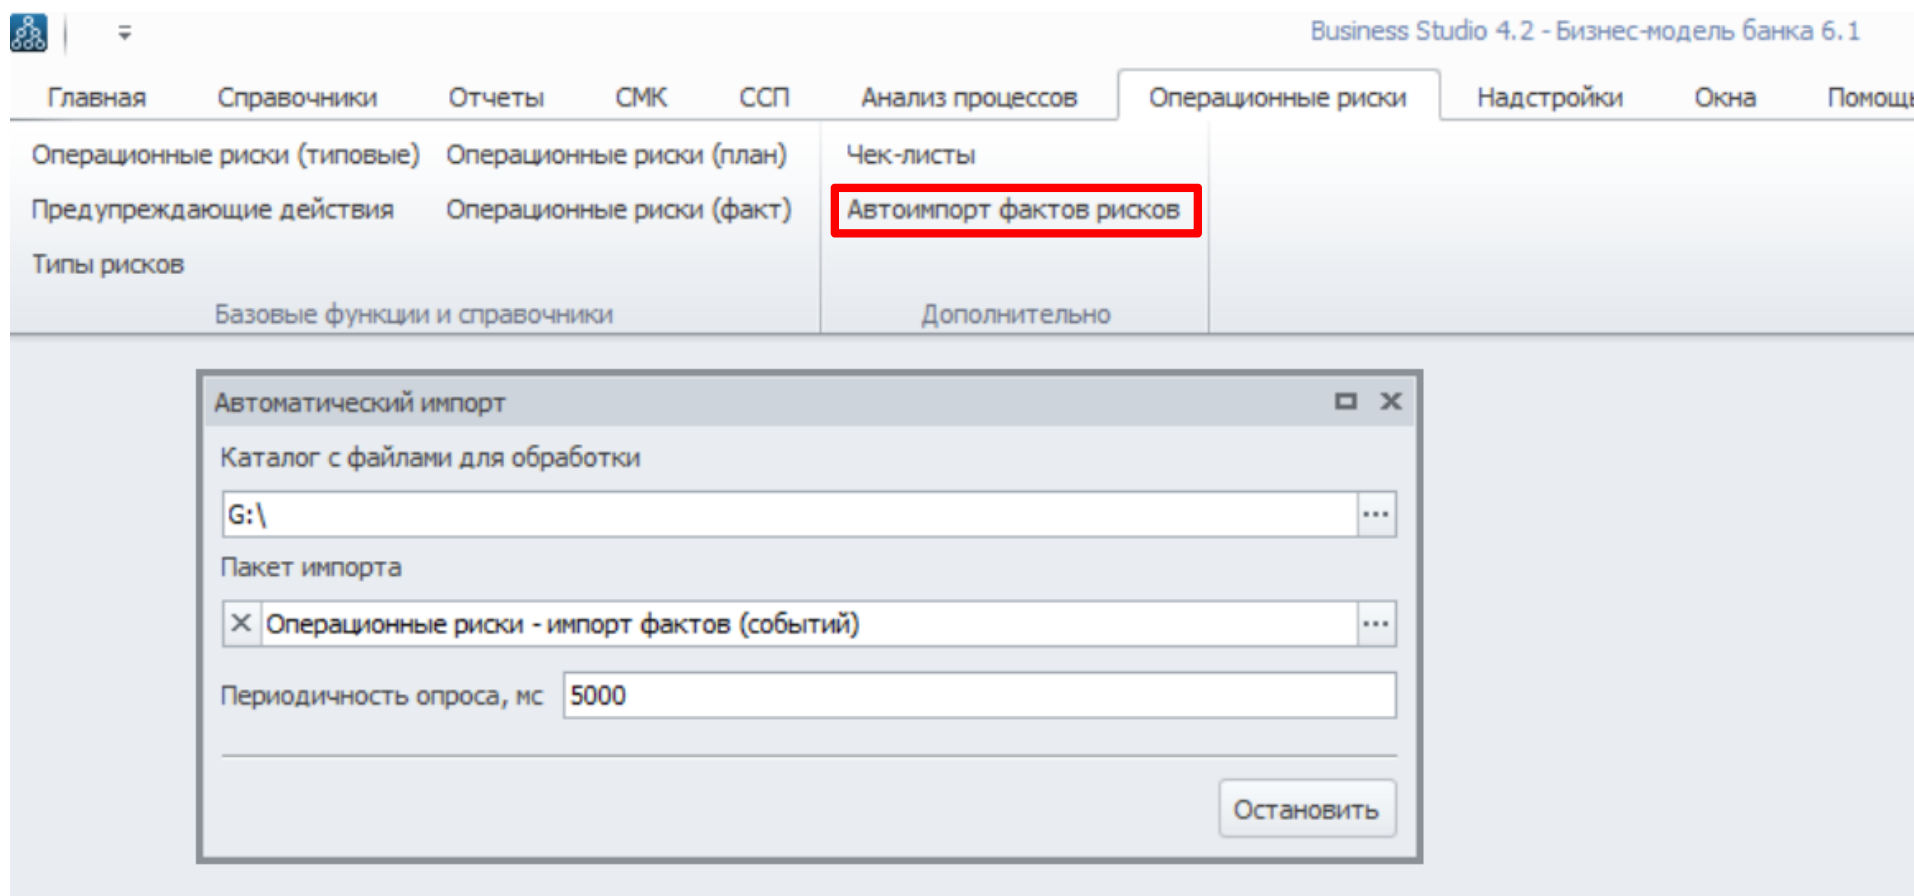 Business Studio 4.2 - Бизнес-модель банка 6.1
Главная Справочники Отчеты СМК ССП Анализ процессов Операционные риски Надстройки Окна Помощь
Операционные риски (типовые) Операционные риски (план) Чек-листы
Предупреждающие действия Операционные риски (факт) Автоимпорт фактов рисков
Типы рисков
Базовые функции и справочники Дополнительно
Автоматический импорт
Каталог с файлами для обработки
G:\
Пакет импорта
Операционные риски - импорт фактов (событий)
Периодичность опроса, мс 5000
Остановить